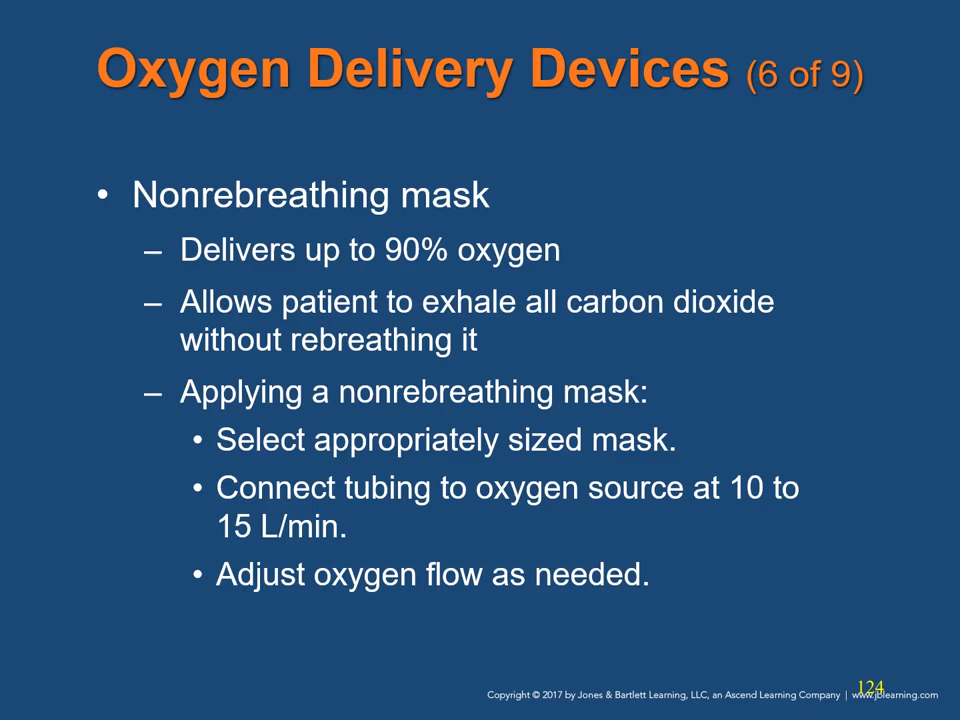 Oxygen Delivery Devices (6 of 9)
• Nonrebreathing mask
– Delivers up to 90% oxygen
– Allows patient to exhale all carbon dioxide
without rebreathing it
– Applying a nonrebreathing mask:
• Select appropriately sized mask.
• Connect tubing to oxygen source at 10 to
15 L/min.
• Adjust oxygen flow as needed.
124
Copyright © 2017 by Jones & Bartlett Learning, LLC, an Ascend Learning Company | www.jblearning.com